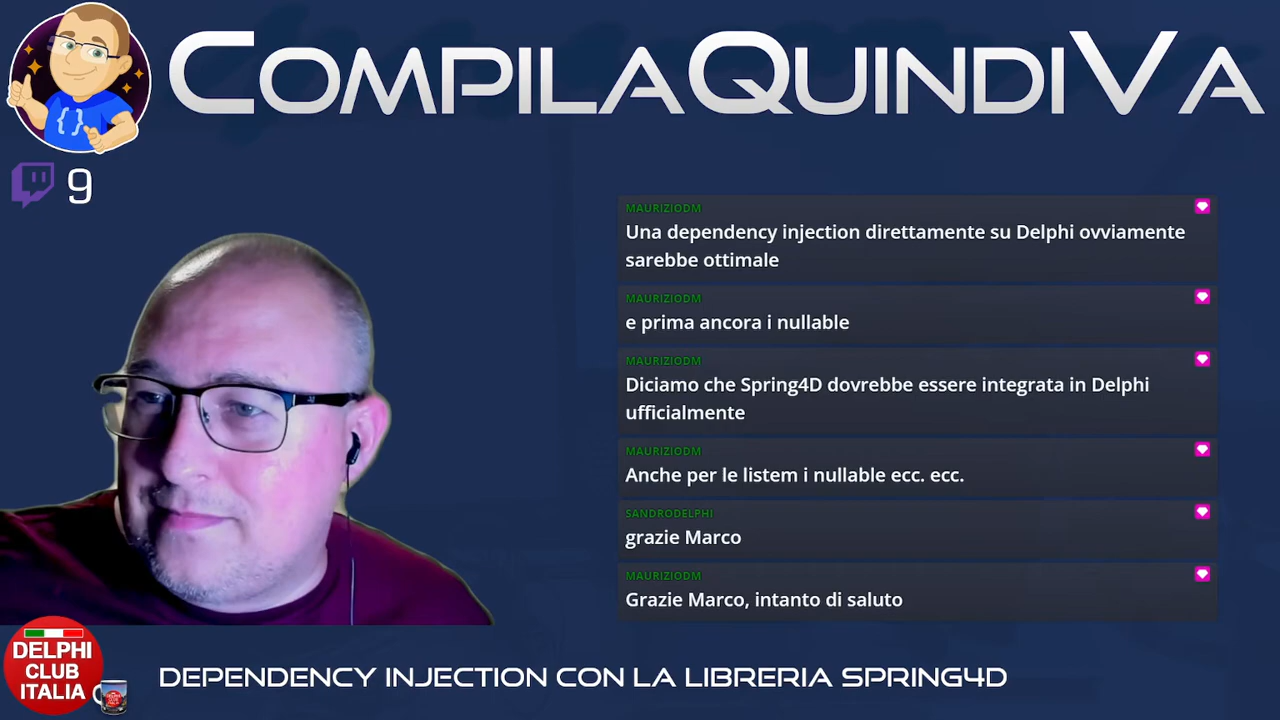 COMPILAQUINDIVA
{ }
9
MAURIZIODM
Una dependency injection direttamente su Delphi ovviamente
sarebbe ottimale
MAURIZIODM
e prima ancora i nullable
MAURIZIODM
Diciamo che Spring4D dovrebbe essere integrata in Delphi
ufficialmente
MAURIZIODM
Anche per le listem i nullable ecc. ecc.
SANDRODELPHI
grazie Marco
MAURIZIODM
Grazie Marco, intanto di saluto
DELPHI
CLUB
ITALIA
DEPENDENCY INJECTION CON LA LIBRERIA SPRING4D